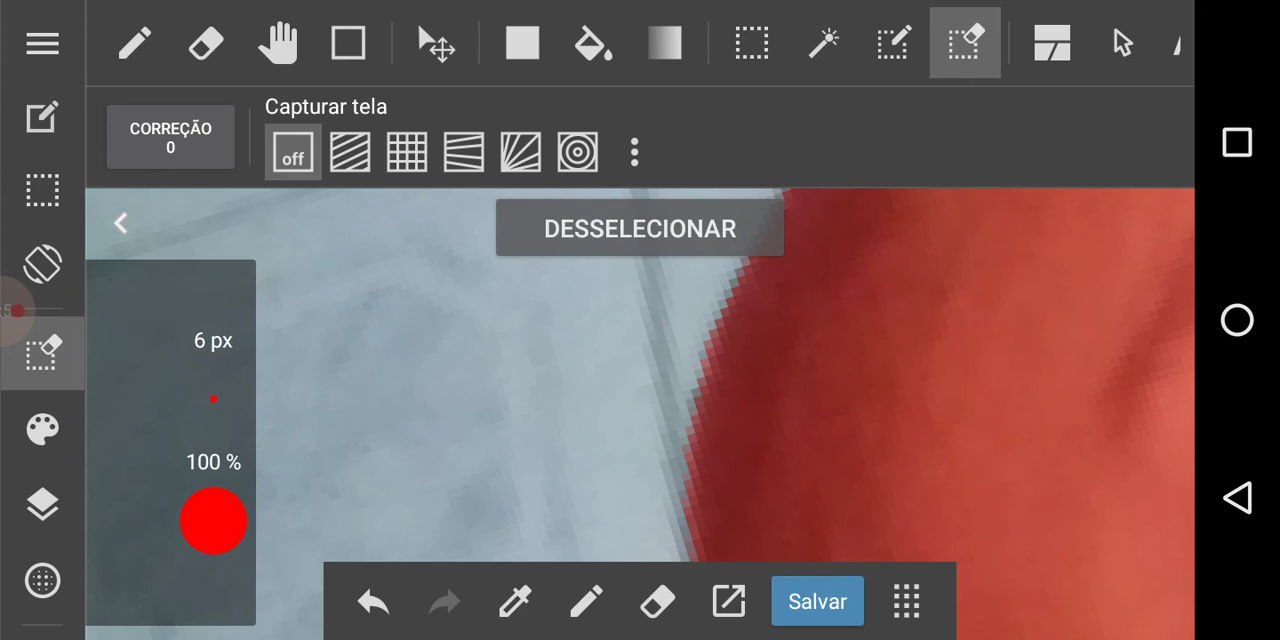 Capturar tela
CORREÇÃO
0
off
DESSELECIONAR
6 px
100 %
Salvar